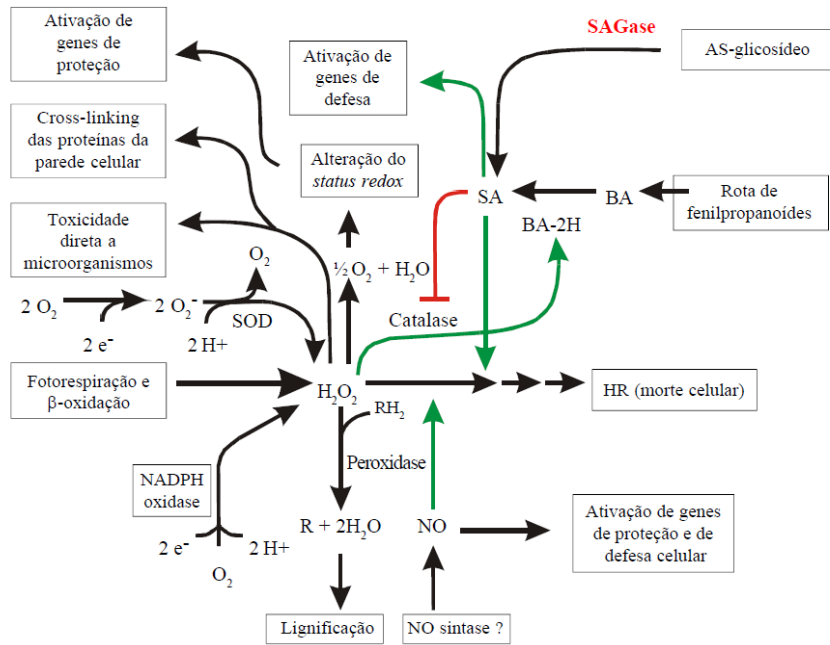 Ativação de
genes de
proteção
Ativação de
genes de
defesa
SAGase
AS-glicosídeo
Cross-linking
das proteínas da
parede celular
Alteração do
status redox
SA
BA
Rota de
fenilpropanoídes
BA-2H
Toxicidade
direta a
microorganismos
O₂
½ O₂ + H₂O
2 O₂
2 O₂⁻
SOD
Catalase
2 e⁻
2 H+
Fotorespiração e
β-oxidação
H₂O₂
HR (morte celular)
RH₂
Peroxidase
NADPH
oxidase
2 e⁻
2 H+
O₂
R + 2H₂O
NO
Ativação de genes
de proteção e de
defesa celular
Lignificação
NO sintase ?